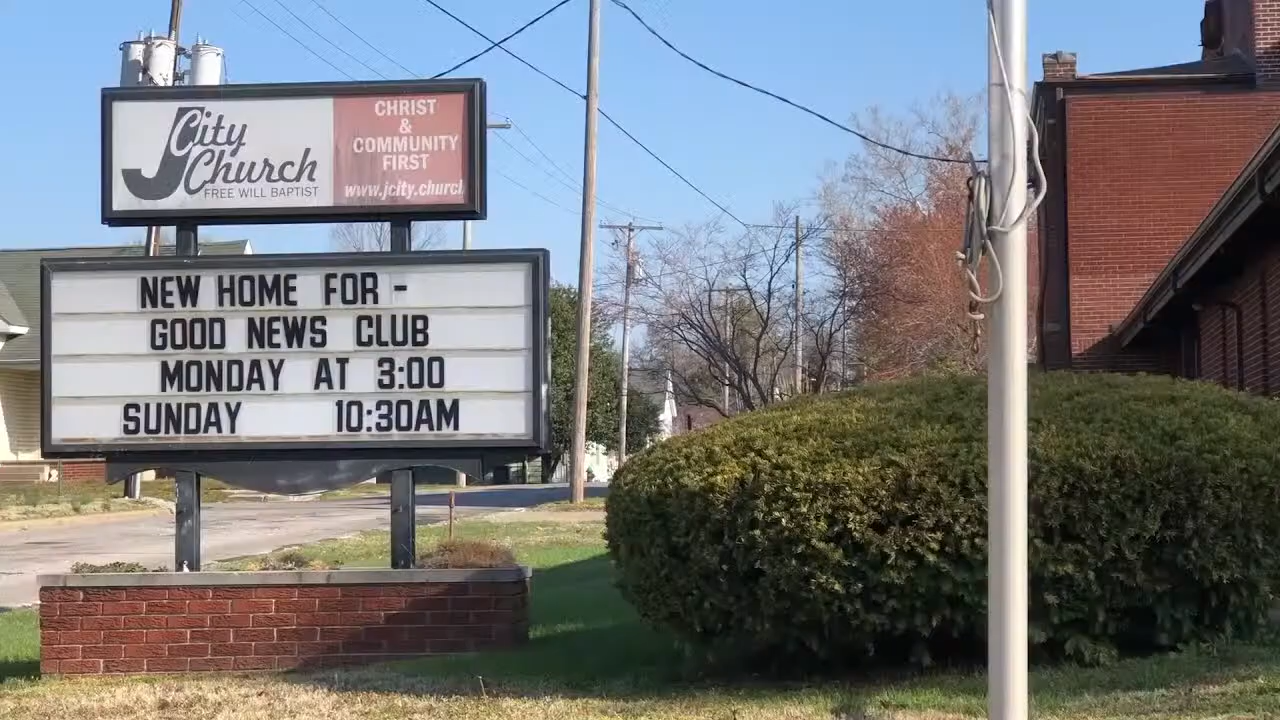 JCity
Church
FREE WILL BAPTIST
CHRIST
&
COMMUNITY
FIRST
www.jcity.church
NEW HOME FOR -
GOOD NEWS CLUB
MONDAY AT 3:00
SUNDAY 10:30AM